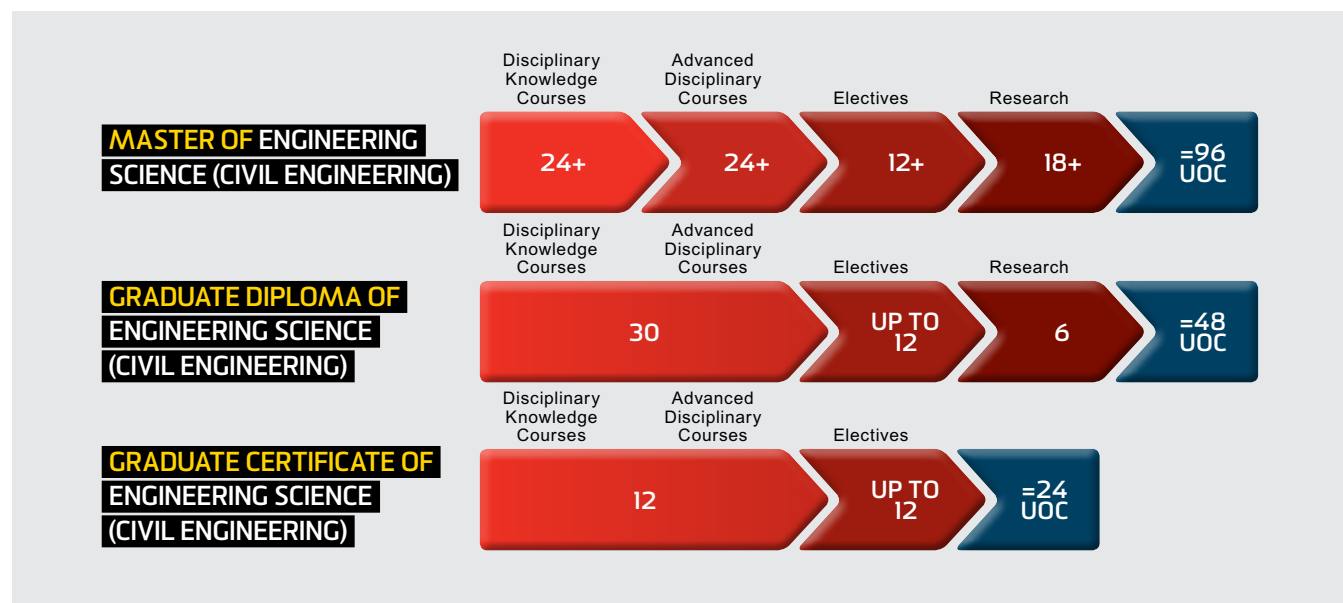 Disciplinary
Knowledge
Courses
Advanced
Disciplinary
Courses
Electives
Research
MASTER OF ENGINEERING
SCIENCE (CIVIL ENGINEERING)
24+
24+
12+
18+
=96
UOC
Disciplinary
Knowledge
Courses
Advanced
Disciplinary
Courses
Electives
Research
GRADUATE DIPLOMA OF
ENGINEERING SCIENCE
(CIVIL ENGINEERING)
30
UP TO
12
6
=48
UOC
Disciplinary
Knowledge
Courses
Advanced
Disciplinary
Courses
Electives
GRADUATE CERTIFICATE OF
ENGINEERING SCIENCE
(CIVIL ENGINEERING)
12
UP TO
12
=24
UOC